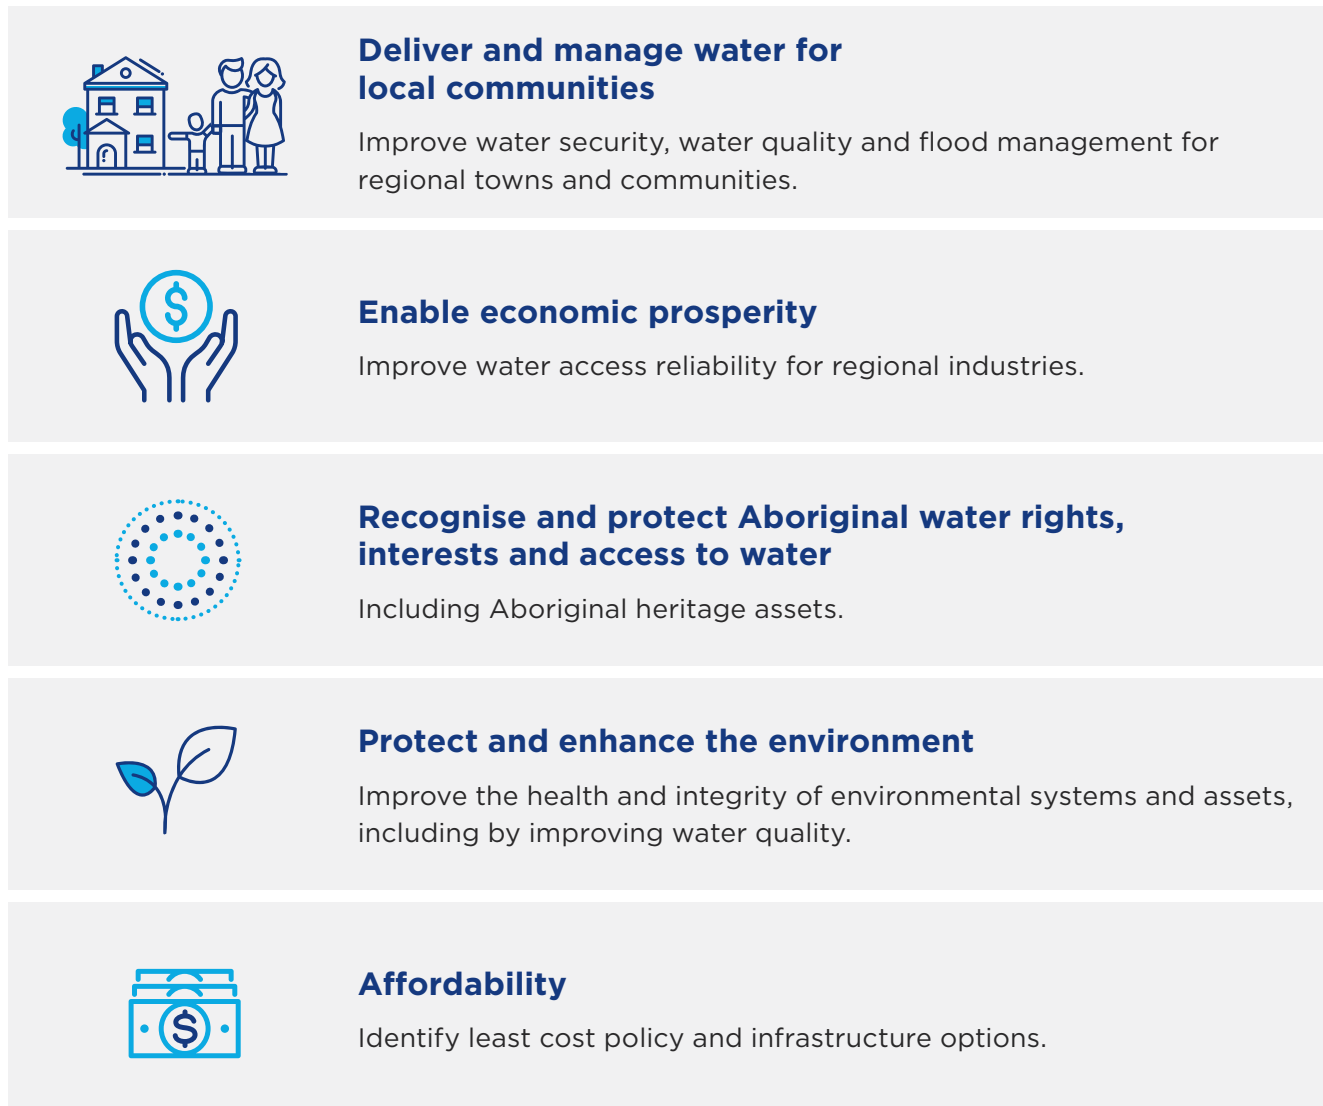 Deliver and manage water for
local communities
Improve water security, water quality and flood management for
regional towns and communities.
$
Enable economic prosperity
Improve water access reliability for regional industries.
Recognise and protect Aboriginal water rights,
interests and access to water
Including Aboriginal heritage assets.
Protect and enhance the environment
Improve the health and integrity of environmental systems and assets,
including by improving water quality.
$
Affordability
Identify least cost policy and infrastructure options.